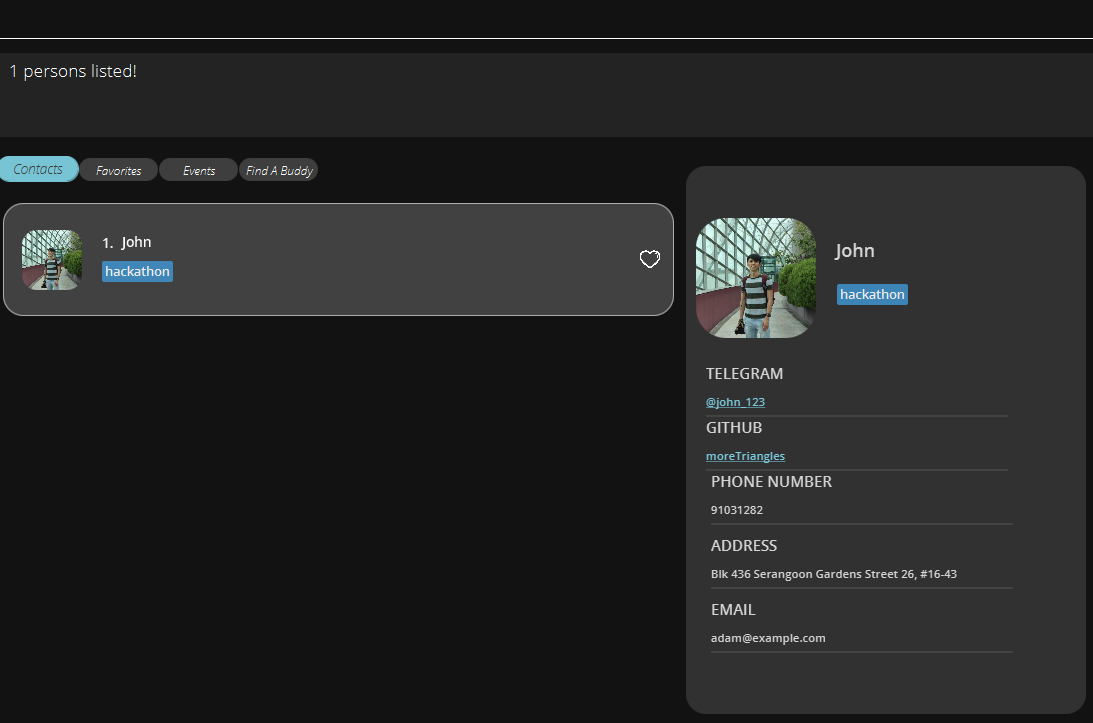 1 persons listed!
Contacts
Favorites
Events
Find A Buddy
1. John
hackathon
John
hackathon
TELEGRAM
@john_123
GITHUB
moreTriangles
PHONE NUMBER
91031282
ADDRESS
Blk 436 Serangoon Gardens Street 26, #16-43
EMAIL
adam@example.com